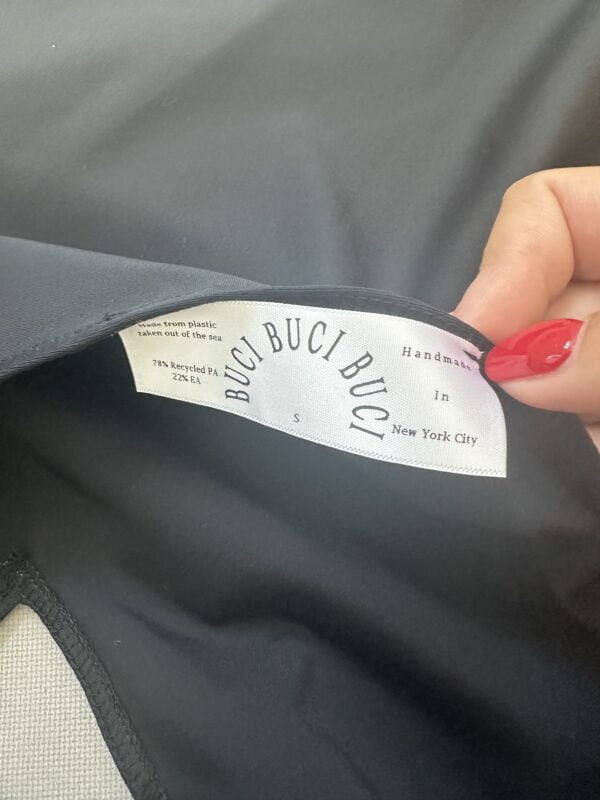 Made from plastic
taken out of the sea
78% Recycled PA
22% EA
BUCI BUCI BUCI
S
Handmade
In
New York City